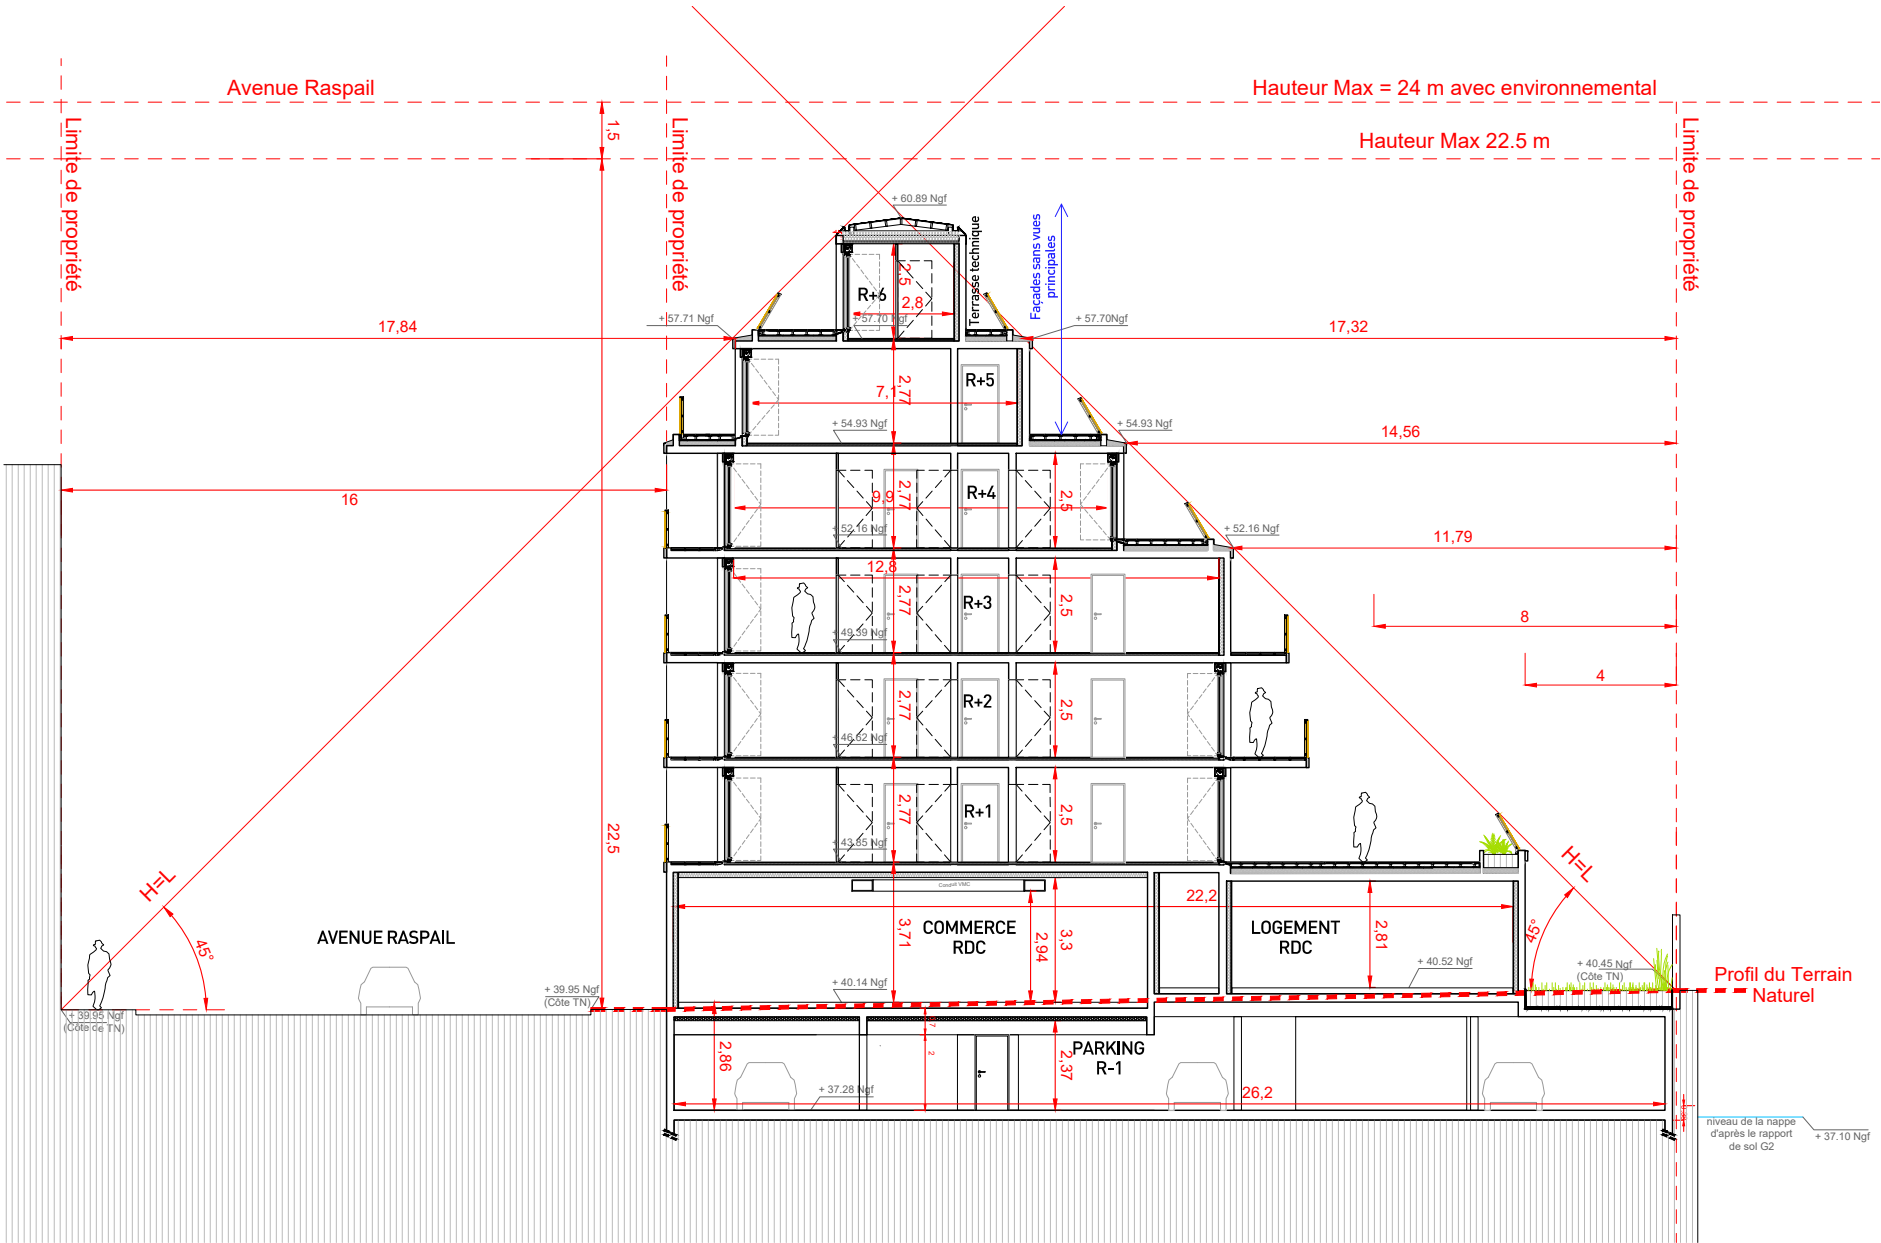 Avenue Raspail
Hauteur Max = 24 m avec environnemental
1,5
Hauteur Max 22.5 m
Limite de propriété
Limite de propriété
Limite de propriété
+ 60.89 Ngf
Terrasse technique
Façades sans vues
principales
R+6
2,5
2,8
+ 57.71 Ngf
+ 57.70 Ngf
+ 57.70Ngf
17,84
17,32
R+5
7,1
2,77
+ 54.93 Ngf
+ 54.93 Ngf
14,56
16
R+4
9,9
2,77
2,5
+ 52.16 Ngf
+ 52.16 Ngf
11,79
12,8
R+3
2,77
2,5
+ 49.39 Ngf
8
4
R+2
2,77
2,5
+ 46.62 Ngf
R+1
2,77
2,5
+ 43.85 Ngf
22,5
H=L
45°
H=L
45°
Conduit VMC
22,2
COMMERCE
RDC
LOGEMENT
RDC
3,71
2,94
3,3
2,81
AVENUE RASPAIL
+ 40.14 Ngf
+ 40.52 Ngf
+ 40.45 Ngf
(Côte TN)
Profil du Terrain
Naturel
+ 39.95 Ngf
(Côte TN)
+ 39.95 Ngf
(Côte de TN)
2,86
2
2,37
PARKING
R-1
+ 37.28 Ngf
26,2
niveau de la nappe
d'après le rapport
de sol G2
+ 37.10 Ngf